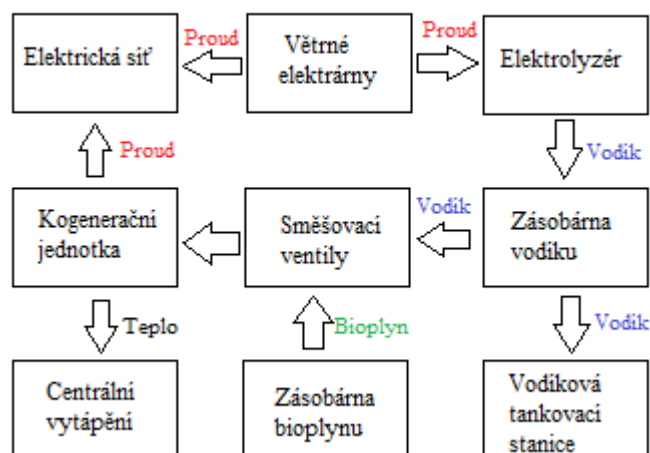 Elektrická síť
Proud
Větrné
elektrárny
Proud
Elektrolyzér
Proud
Vodík
Kogenerační
jednotka
Směšovací
ventily
Vodík
Zásobárna
vodíku
Teplo
Bioplyn
Vodík
Centrální
vytápění
Zásobárna
bioplynu
Vodíková
tankovací
stanice